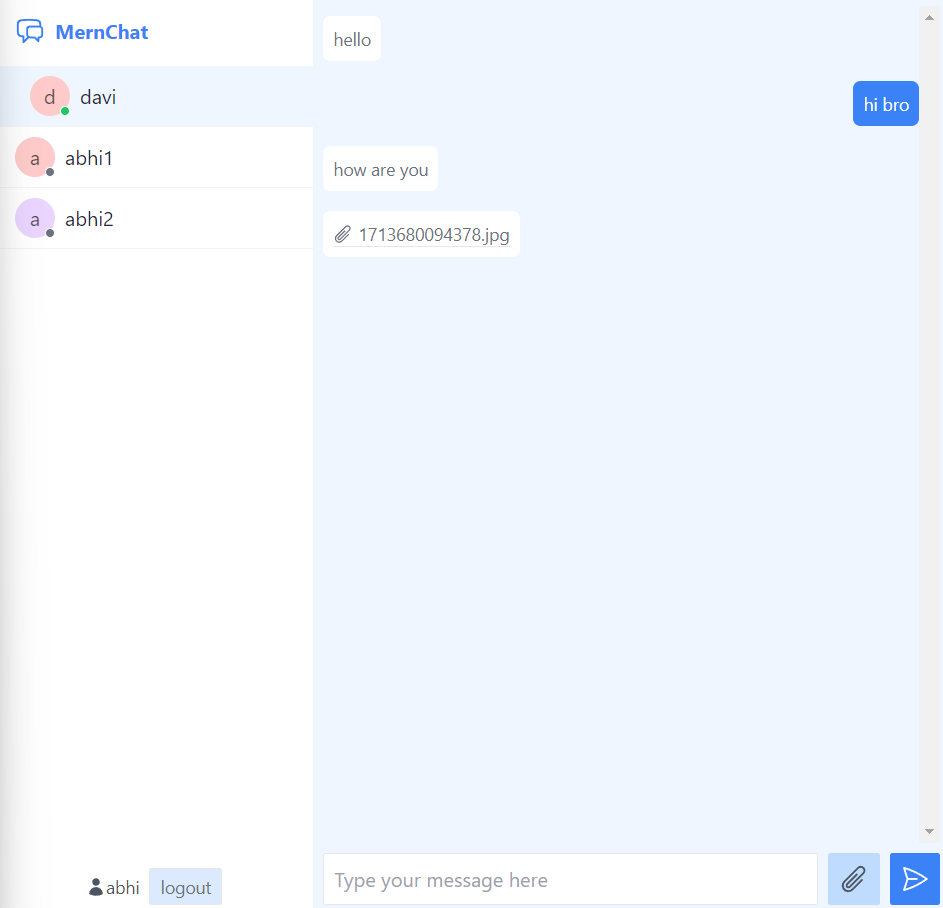 MernChat
d davi
a abhi1
a abhi2
abhi logout
hello
hi bro
how are you
1713680094378.jpg
Type your message here